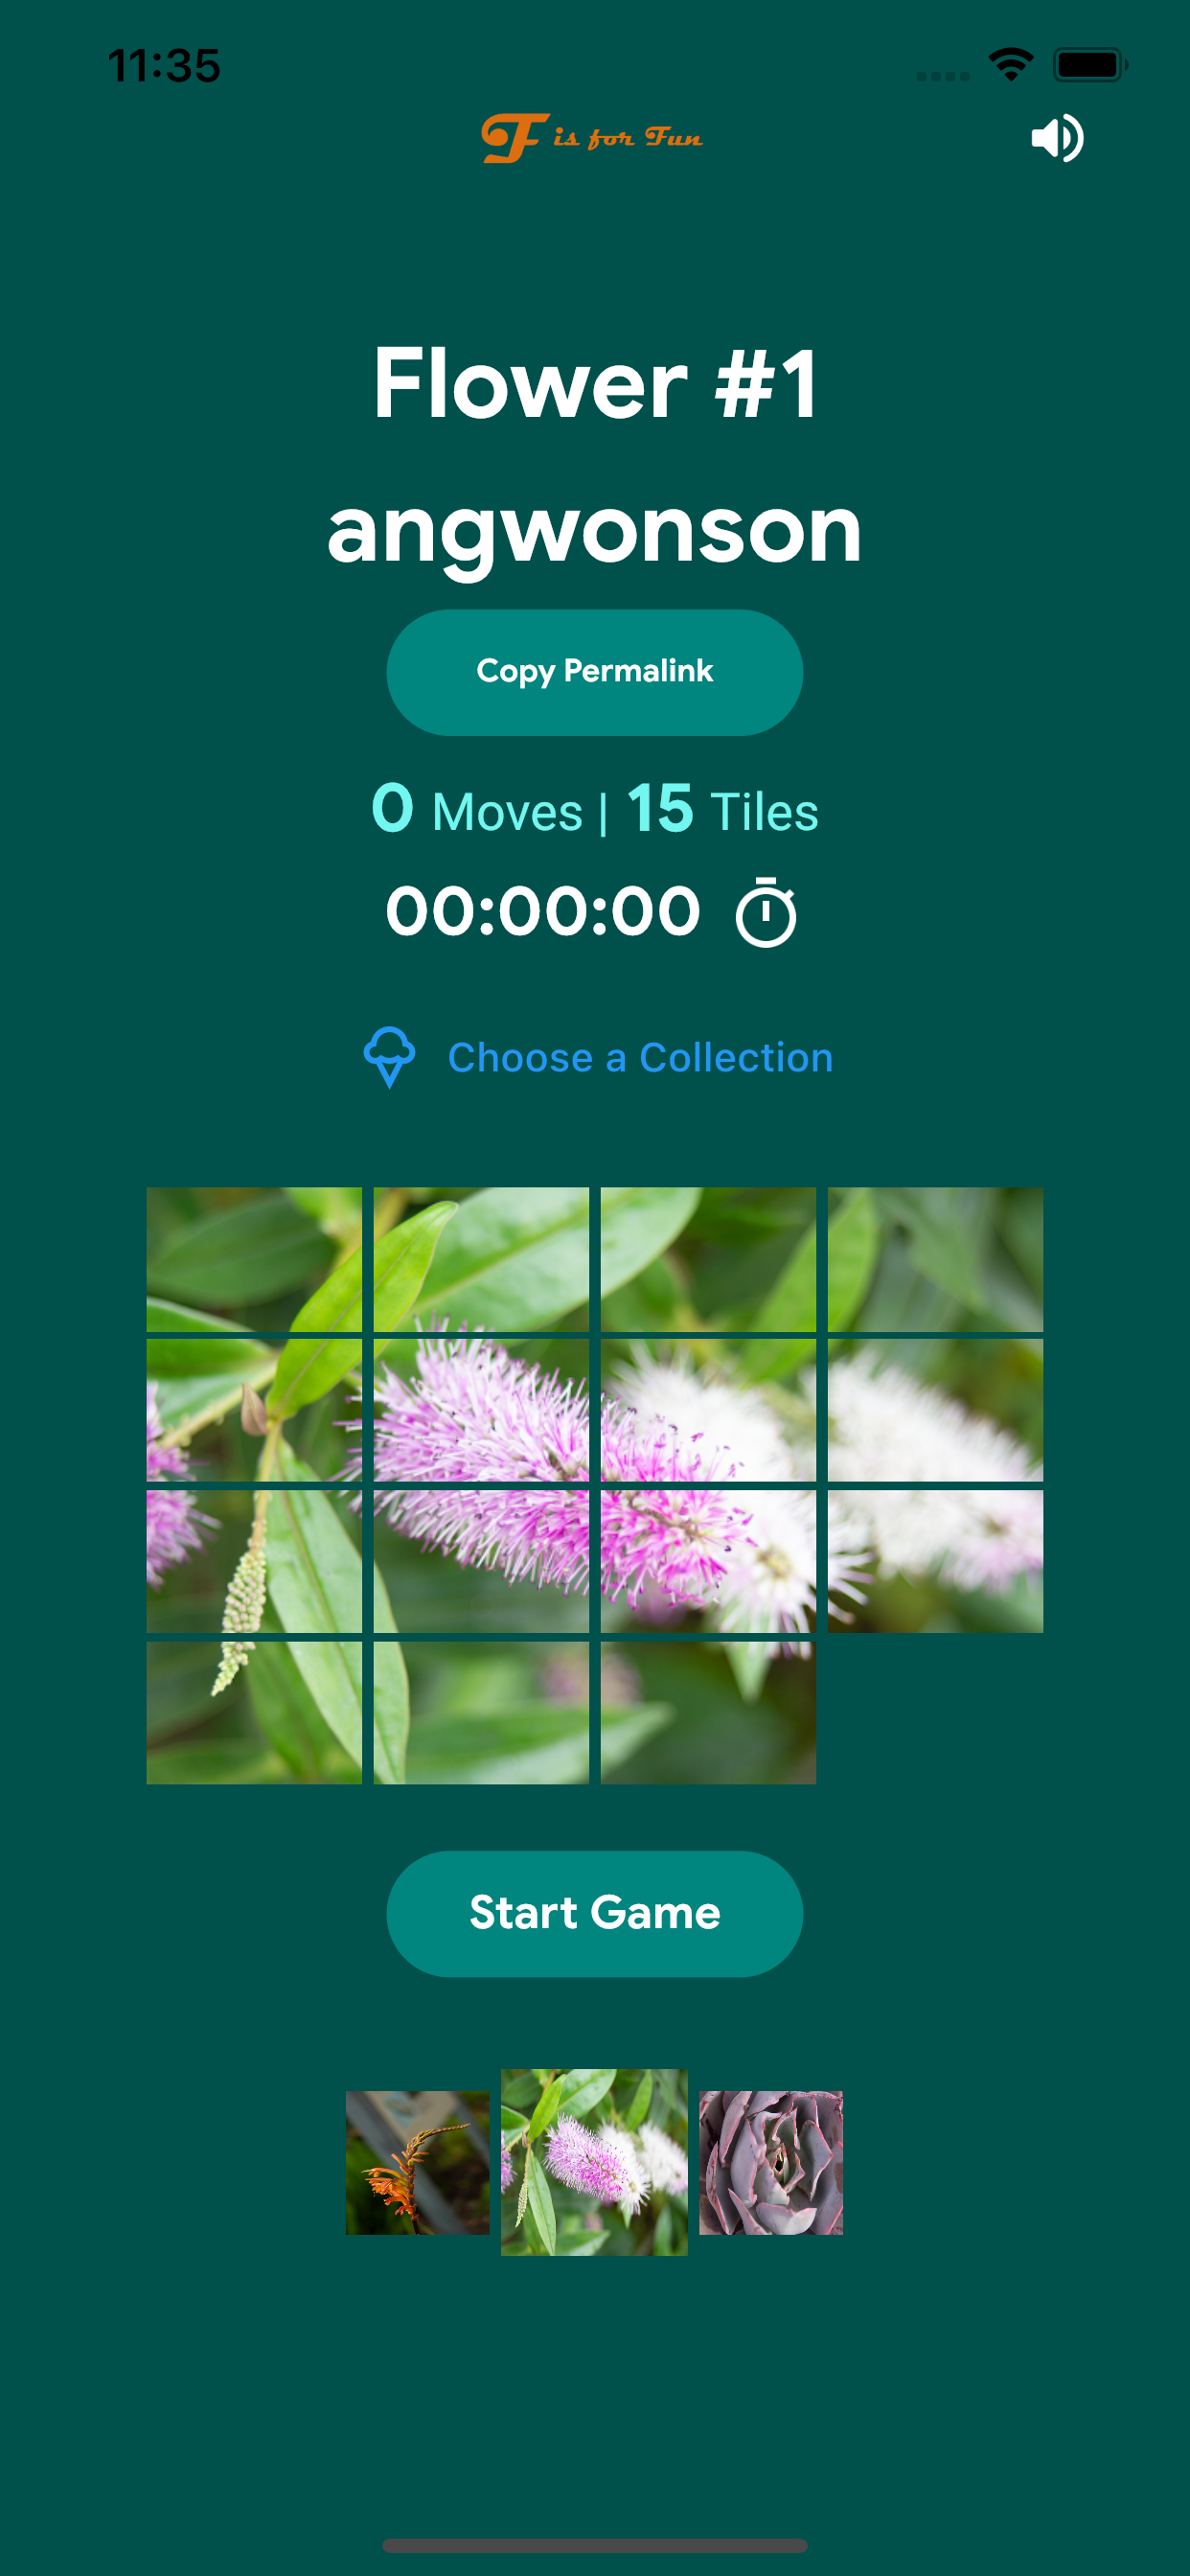 11:35
F is for Fun
Flower #1
angwonson
Copy Permalink
0 Moves | 15 Tiles
00:00:00
Choose a Collection
Start Game